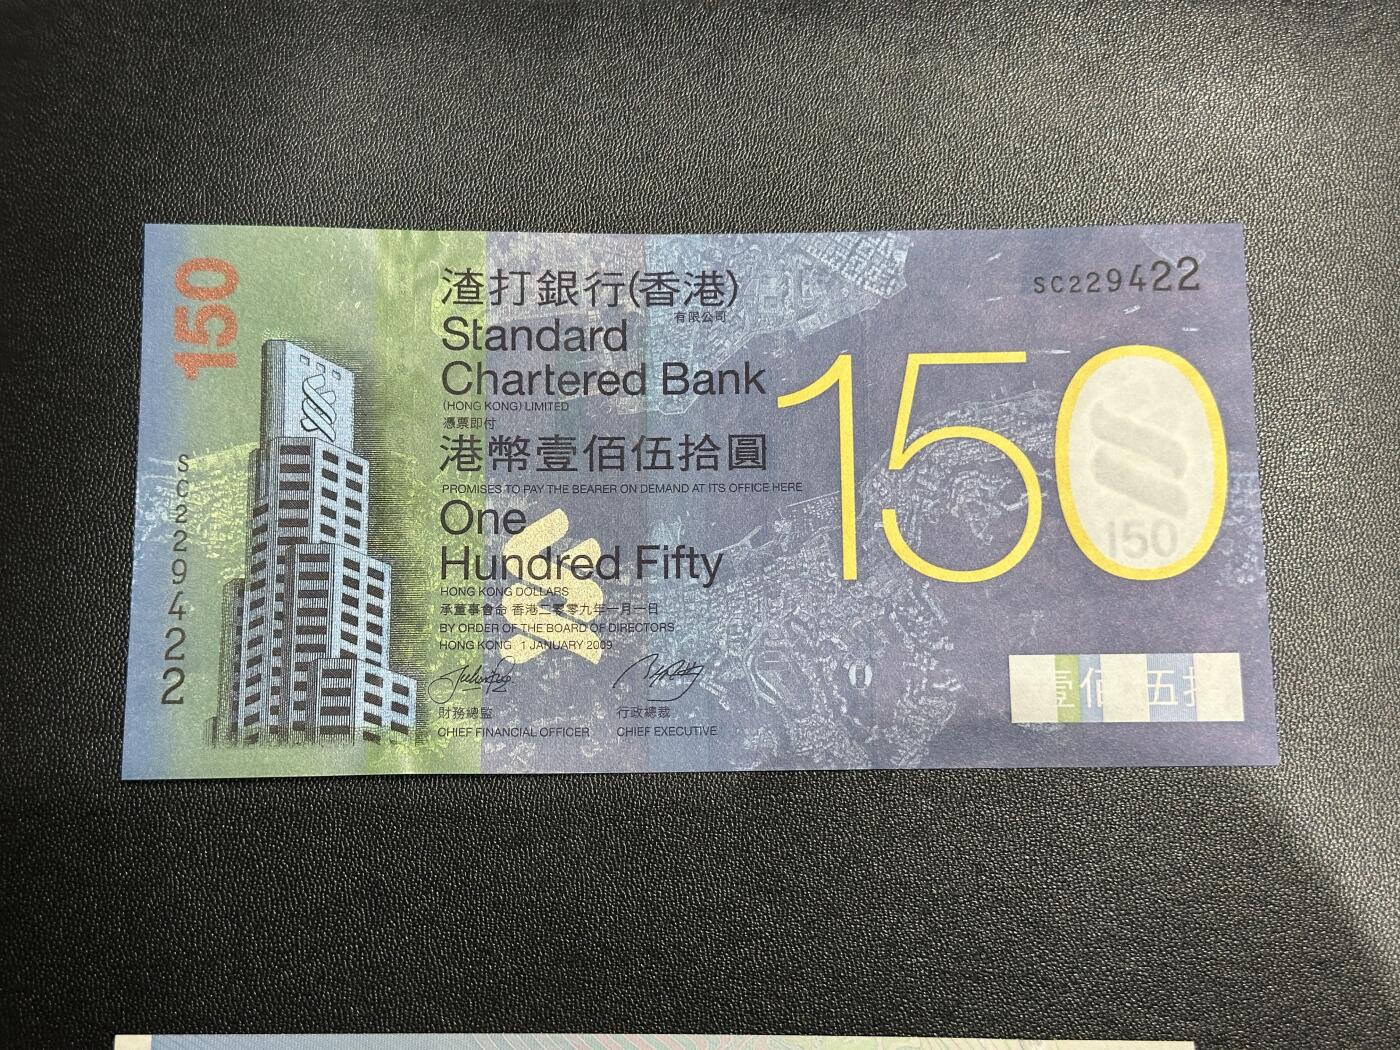 150
SC229422
渣打銀行(香港)
有限公司
Standard
Chartered Bank
(HONG KONG) LIMITED
憑票即付
港幣壹佰伍拾圓
PROMISES TO PAY THE BEARER ON DEMAND AT ITS OFFICE HERE
One
Hundred Fifty
HONG KONG DOLLARS
承董事會命 香港二零零九年一月一日
BY ORDER OF THE BOARD OF DIRECTORS
HONG KONG 1 JANUARY 2009
財務總監
CHIEF FINANCIAL OFFICER
行政總裁
CHIEF EXECUTIVE
SC229422
150
150
壹佰 五